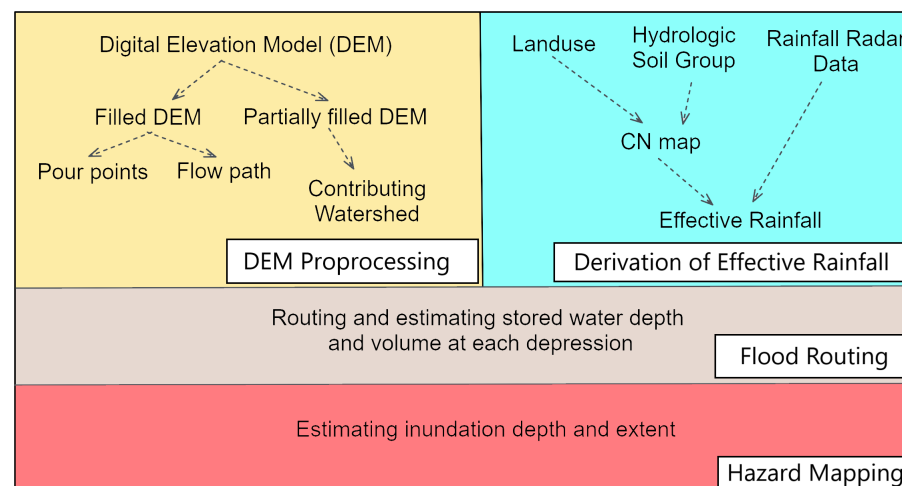 Digital Elevation Model (DEM)
Filled DEM
Partially filled DEM
Pour points
Flow path
Contributing
Watershed
DEM Proprocessing
Landuse
Hydrologic
Soil Group
Rainfall Radar
Data
CN map
Effective Rainfall
Derivation of Effective Rainfall
Routing and estimating stored water depth
and volume at each depression
Flood Routing
Estimating inundation depth and extent
Hazard Mapping